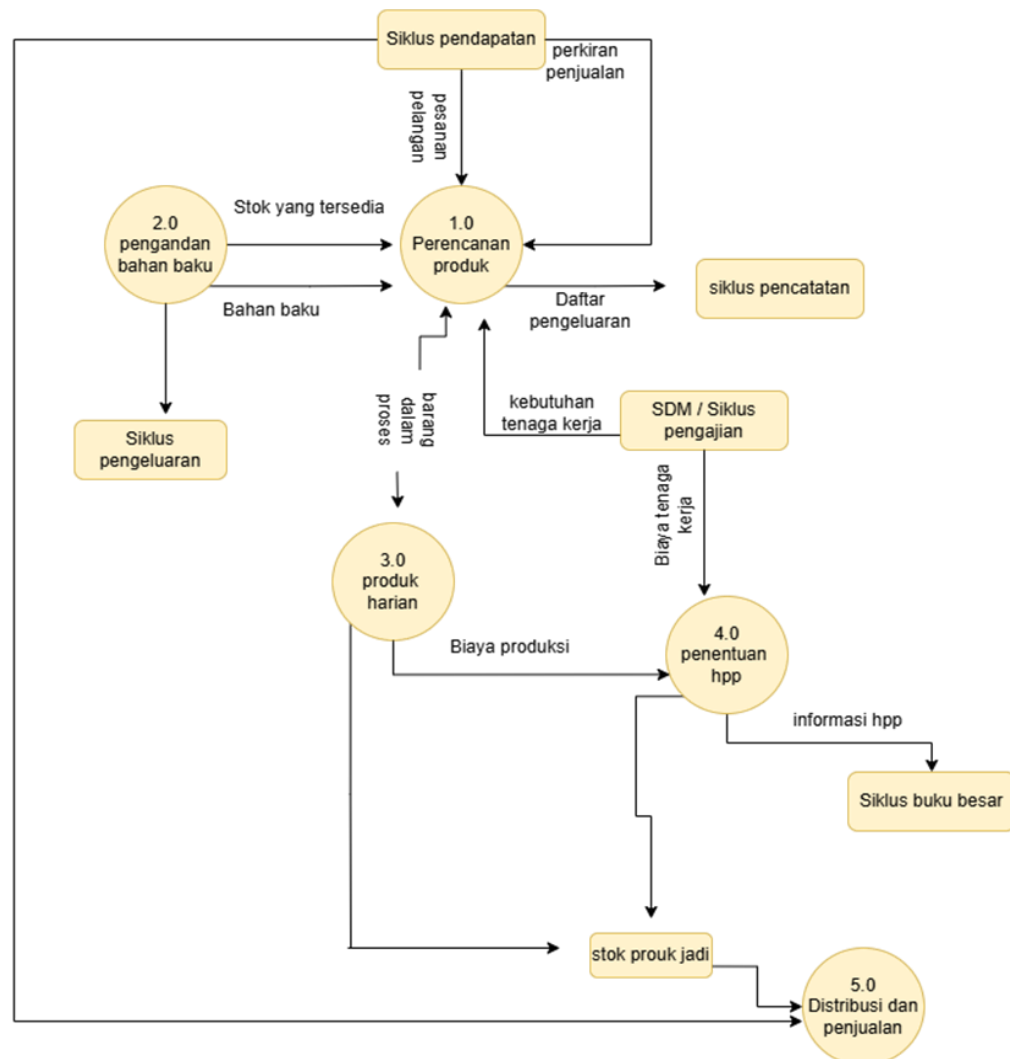 Siklus pendapatan
perkiran
penjualan
pesanan
pelangan
Stok yang tersedia
2.0
pengandan
bahan baku
1.0
Perencanan
produk
Bahan baku
Daftar
pengeluaran
siklus pencatatan
barang
dalam
proses
kebutuhan
tenaga kerja
SDM / Siklus
pengajian
Siklus
pengeluaran
Biaya tenaga
kerja
3.0
produk
harian
Biaya produksi
4.0
penentuan
hpp
informasi hpp
Siklus buku besar
stok prouk jadi
5.0
Distribusi dan
penjualan